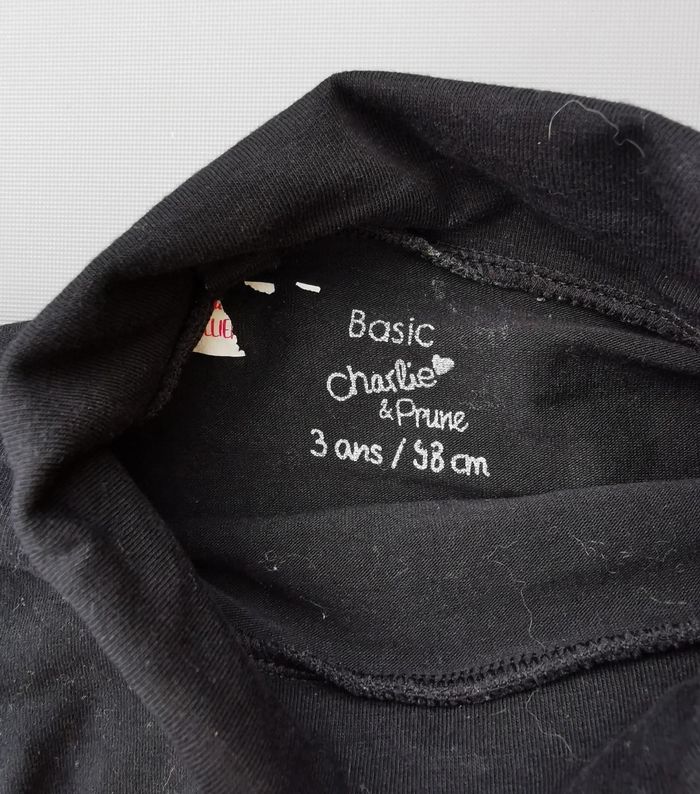 Basic
charlie
& Prune
3 ans / 98 cm